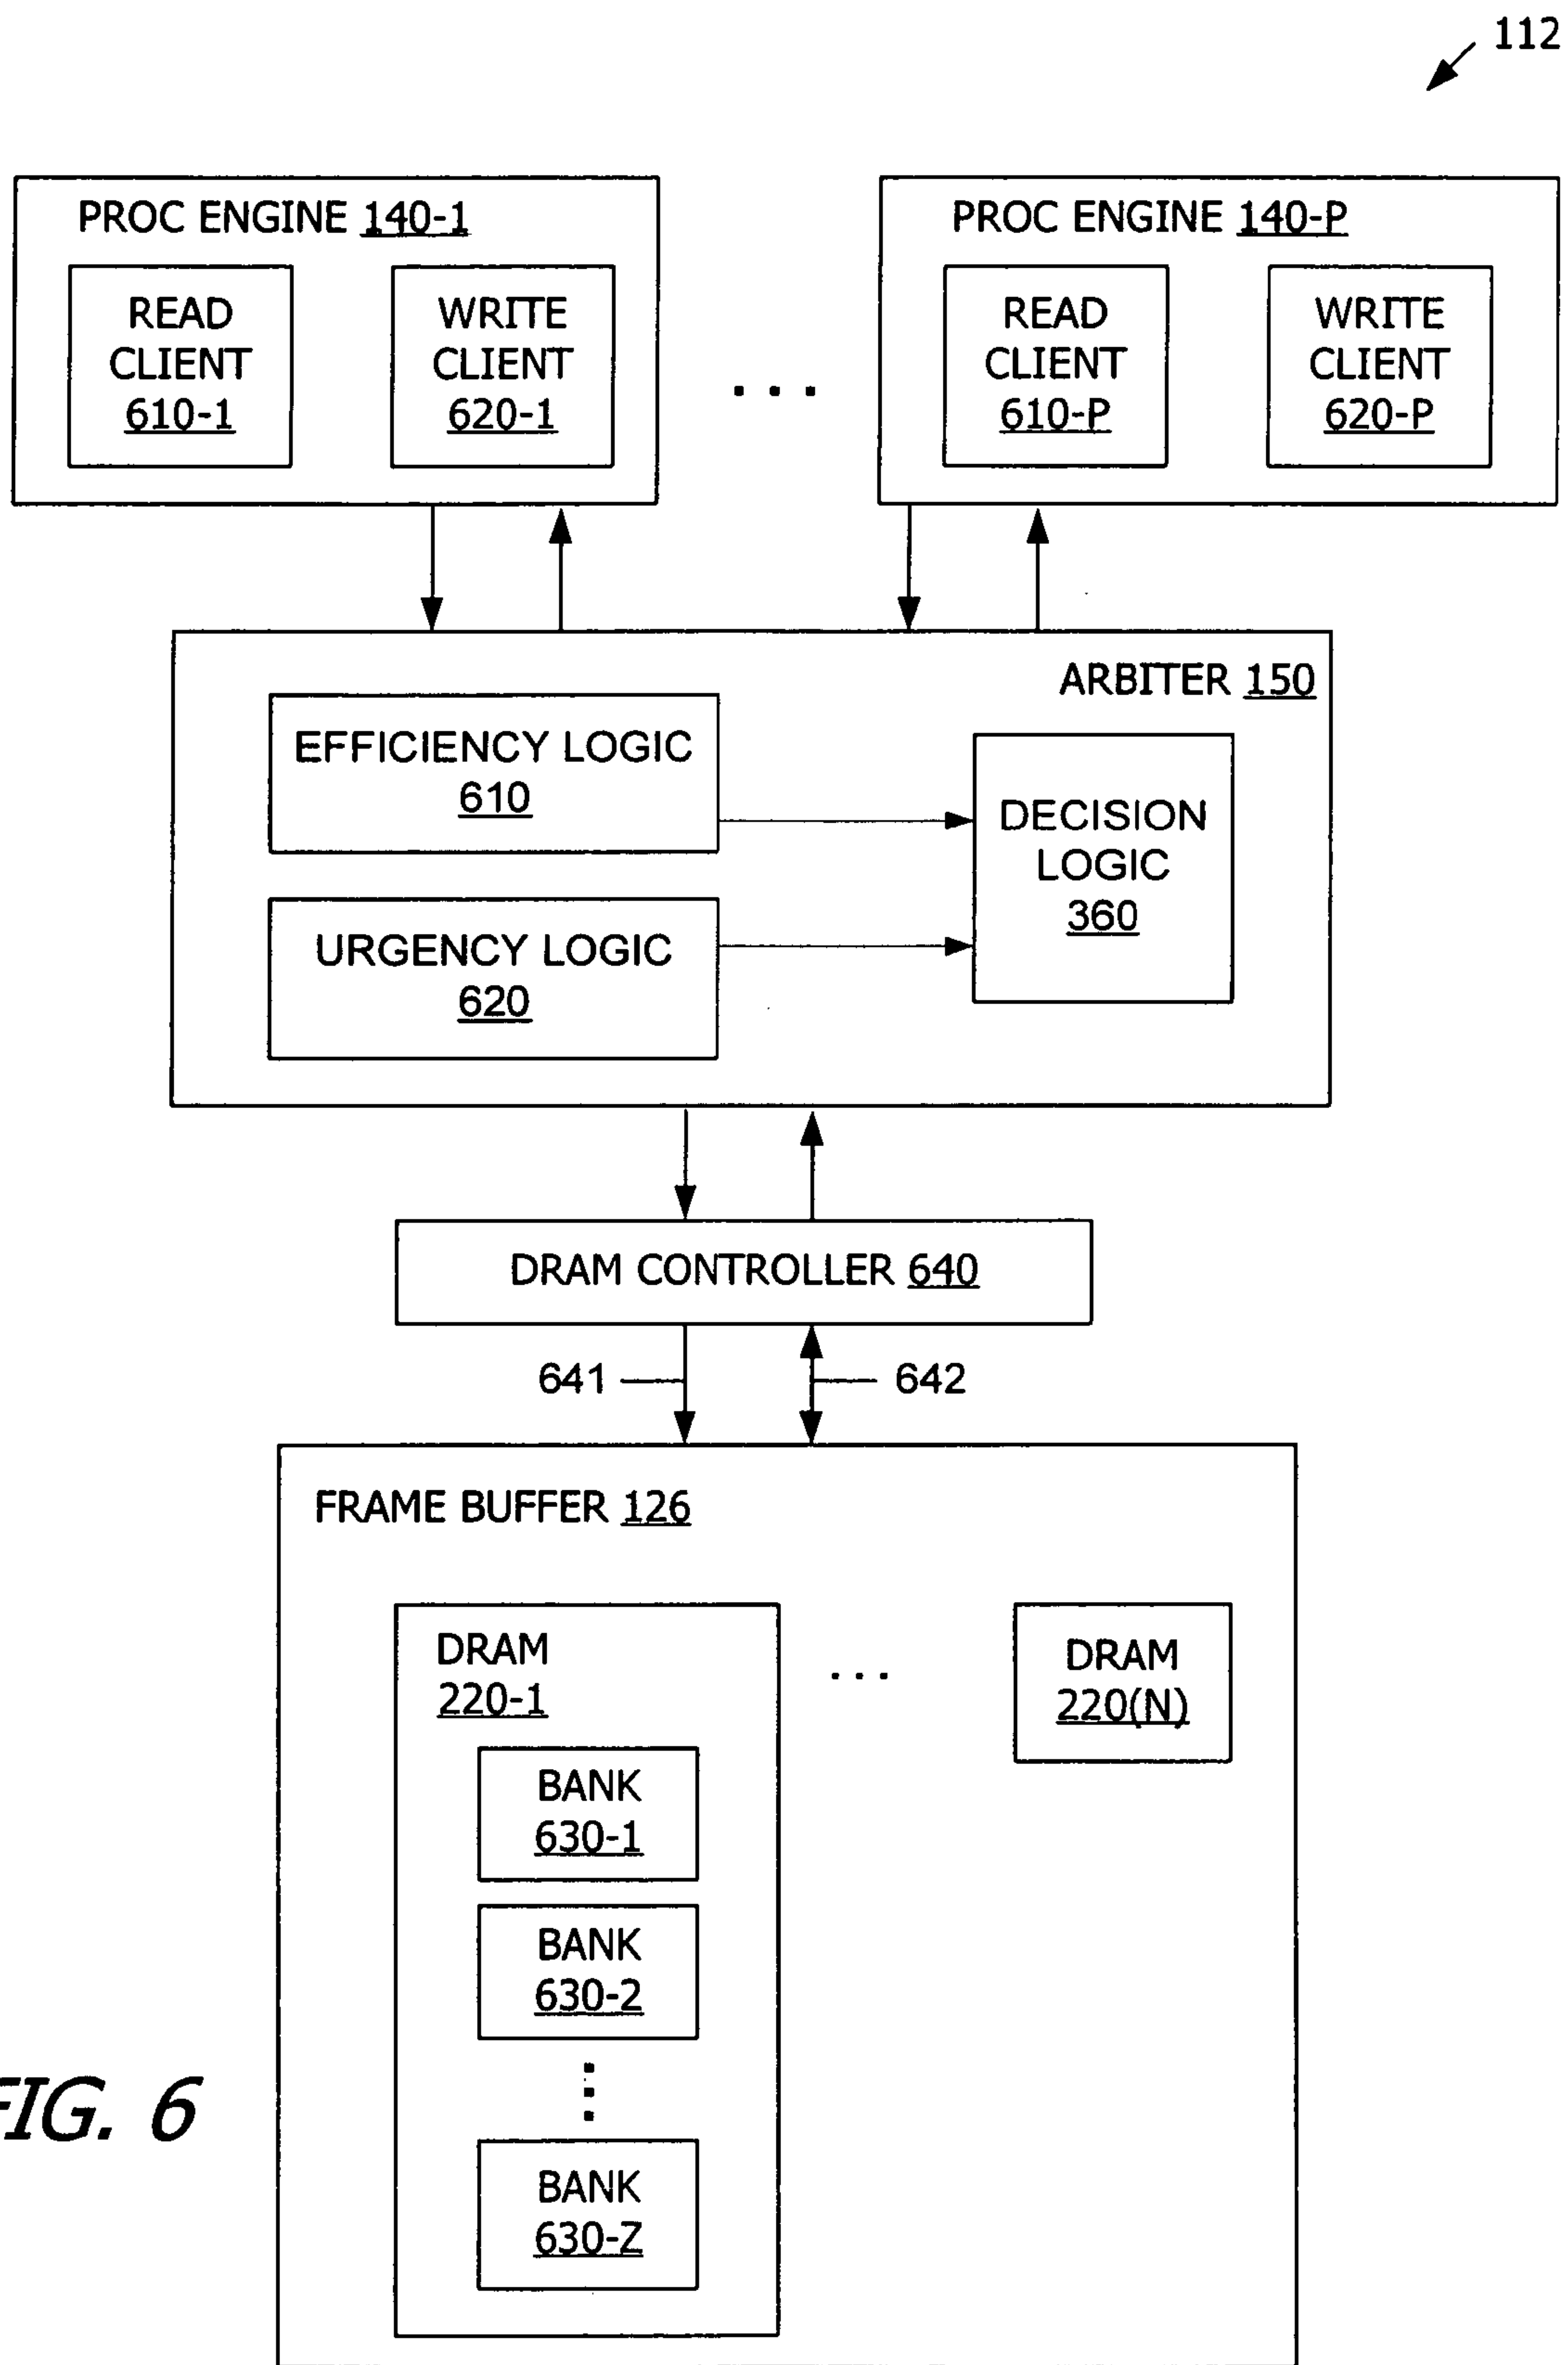 112
PROC ENGINE 140-1
READ
CLIENT
610-1
WRITE
CLIENT
620-1
. . .
PROC ENGINE 140-P
READ
CLIENT
610-P
WRITE
CLIENT
620-P
ARBITER 150
EFFICIENCY LOGIC
610
URGENCY LOGIC
620
DECISION
LOGIC
360
DRAM CONTROLLER 640
641
642
FRAME BUFFER 126
DRAM
220-1
BANK
630-1
BANK
630-2
BANK
630-Z
. . .
DRAM
220(N)
FIG. 6